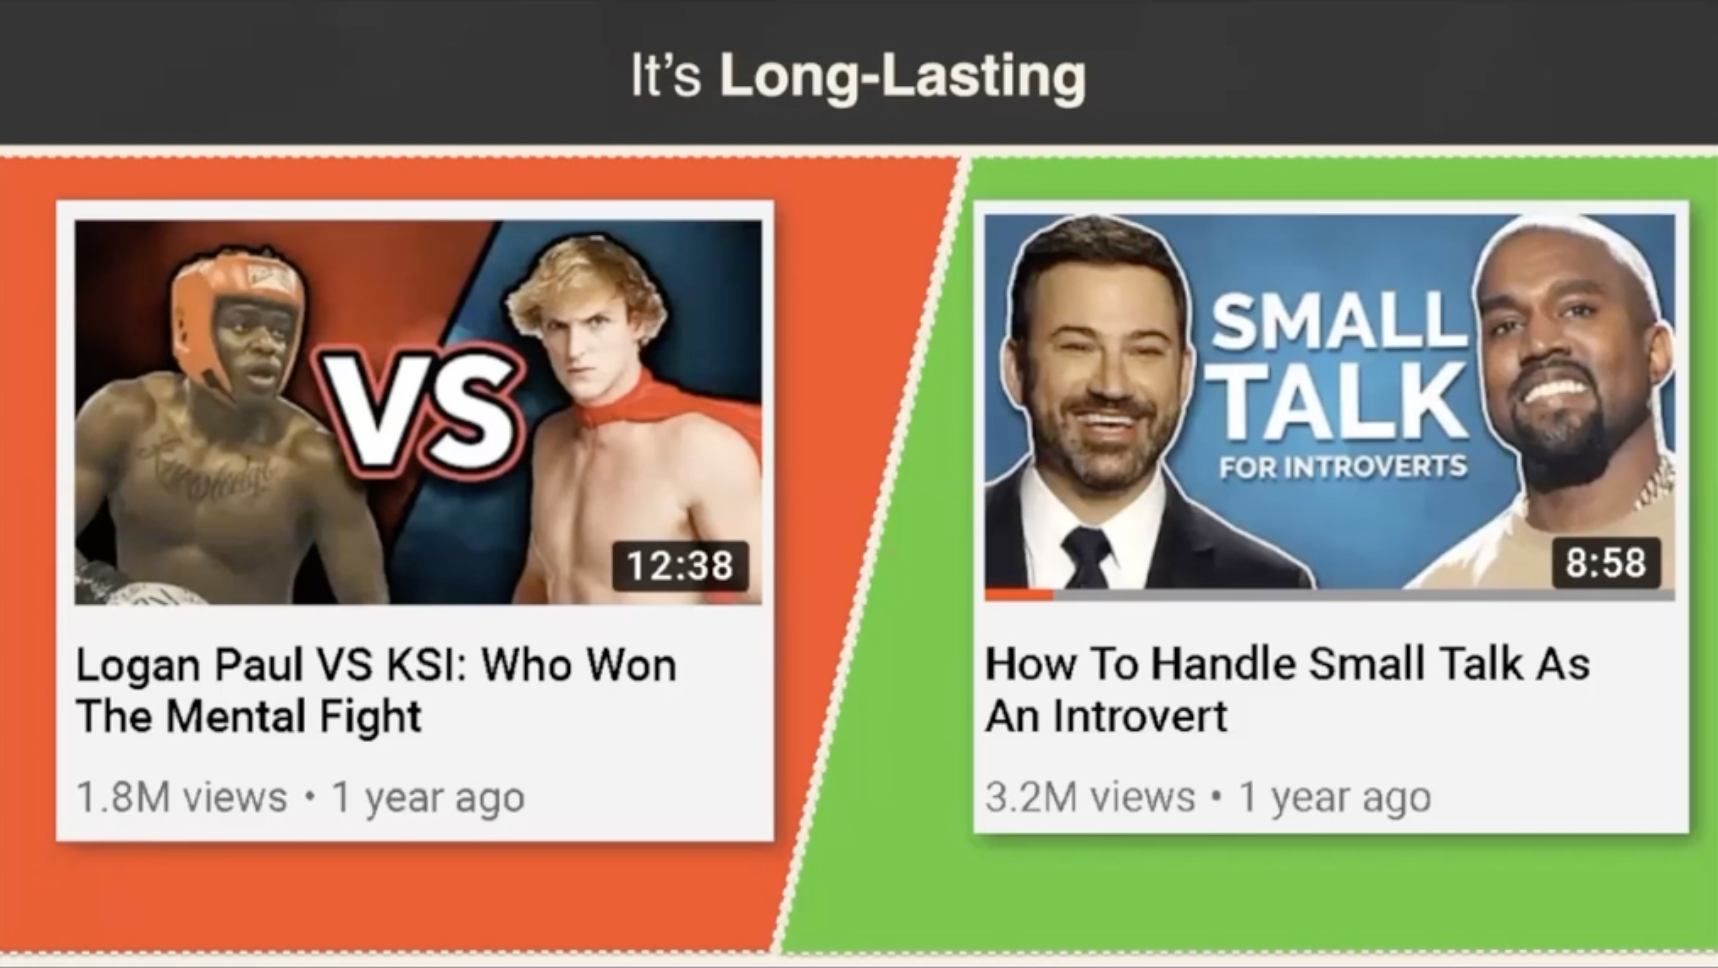 It's Long-Lasting
VS
12:38
Logan Paul VS KSI: Who Won
The Mental Fight
1.8M views • 1 year ago
SMALL
TALK
FOR INTROVERTS
8:58
How To Handle Small Talk As
An Introvert
3.2M views • 1 year ago